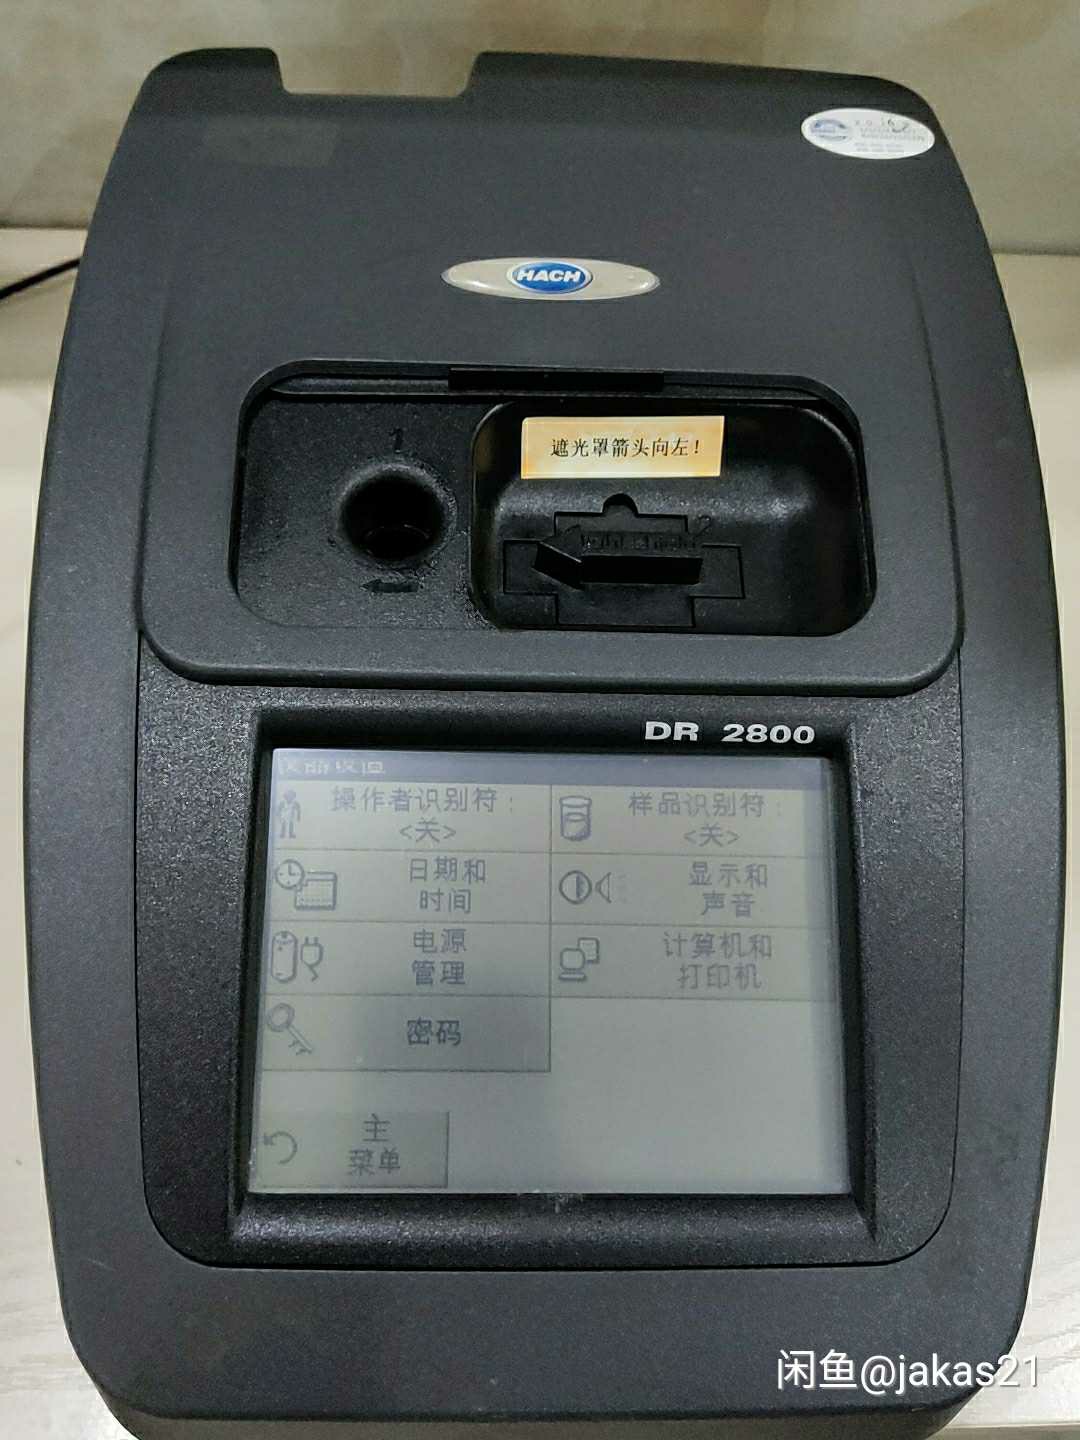 HACH
1
遮光罩箭头向左!
2
DR 2800
操作者识别符:
<关>
样品识别符:
<关>
日期和
时间
显示和
声音
电源
管理
计算机和
打印机
密码
主
菜单
闲鱼@jakas21